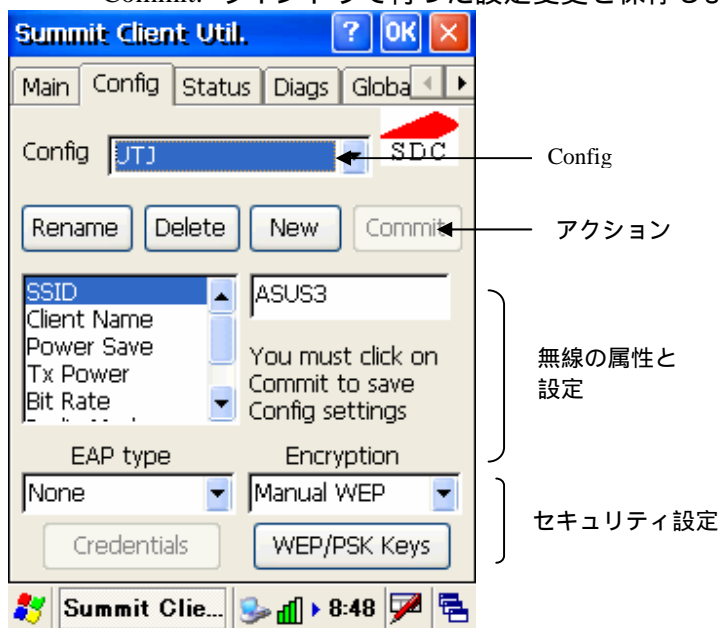 Commit: ウィンドウで行った設定変更を保存しま
Summit Client Util. ? OK ×
Main Config Status Diags Globa
Config UTJ SDC Config
Rename Delete New Commit アクション
SSID ASUS3
Client Name
Power Save You must click on 無線の属性と
Tx Power Commit to save 設定
Bit Rate Config settings
EAP type Encryption
None Manual WEP
セキュリティ設定
Credentials WEP/PSK Keys
Summit Clie... 8:48